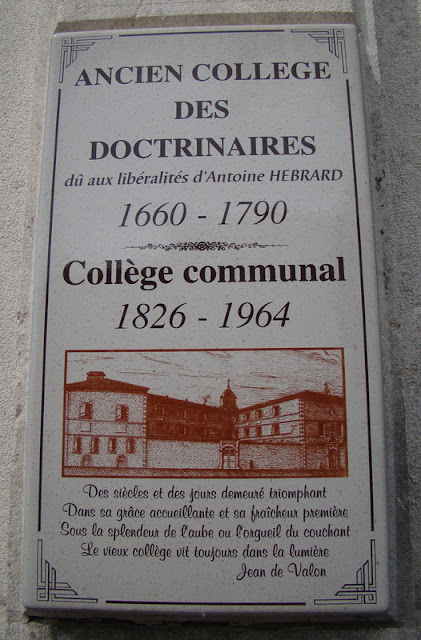 ANCIEN COLLEGE
DES
DOCTRINAIRES
dû aux libéralités d'Antoine HEBRARD
1660 - 1790
Collège communal
1826 - 1964
Des siècles et des jours demeuré triomphant
Dans sa grâce accueillante et sa fraîcheur première
Sous la splendeur de l'aube ou l'orgueil du couchant
Le vieux collège vit toujours dans la lumière
Jean de Valon